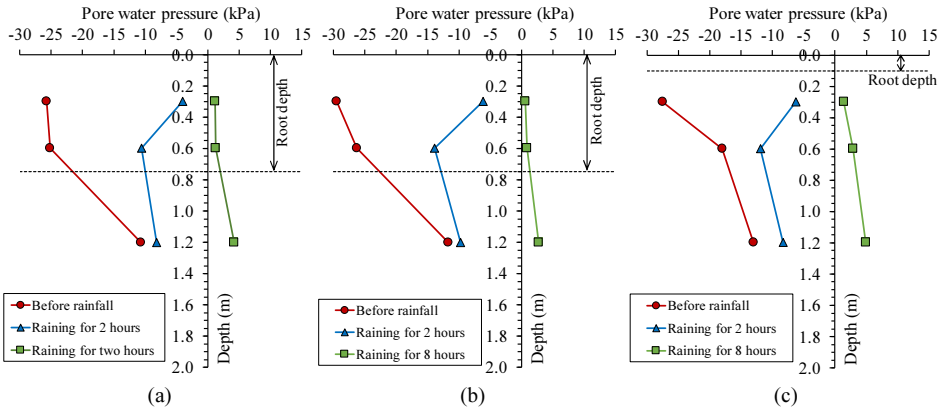 Pore water pressure (kPa)
-30 -25 -20 -15 -10 -5 0 5 10 15
0.0
0.2
0.4
0.6
0.8
1.0
1.2
1.4
1.6
1.8
2.0
Depth (m)
Root depth
Before rainfall
Raining for 2 hours
Raining for two hours
(a)
Pore water pressure (kPa)
-30 -25 -20 -15 -10 -5 0 5 10 15
0.0
0.2
0.4
0.6
0.8
1.0
1.2
1.4
1.6
1.8
2.0
Depth (m)
Root depth
Before rainfall
Raining for 2 hours
Raining for 8 hours
(b)
Pore water pressure (kPa)
-30 -25 -20 -15 -10 -5 0 5 10 15
0.0
0.2
0.4
0.6
0.8
1.0
1.2
1.4
1.6
1.8
2.0
Depth (m)
Root depth
Before rainfall
Raining for 2 hours
Raining for 8 hours
(c)